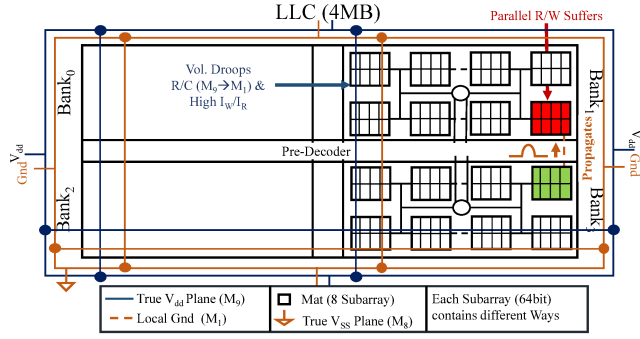 LLC (4MB)
Parallel R/W Suffers
Bank0
Vol. Droops
R/C (M9→M1) &
High IW/IR
Bank1
Vdd
Gnd
Pre-Decoder
Propagates
Vdd
Gnd
Bank2
Bank3
True Vdd Plane (M9)
Local Gnd (M1)
Mat (8 Subarray)
True VSS Plane (M8)
Each Subarray (64bit)
contains different Ways